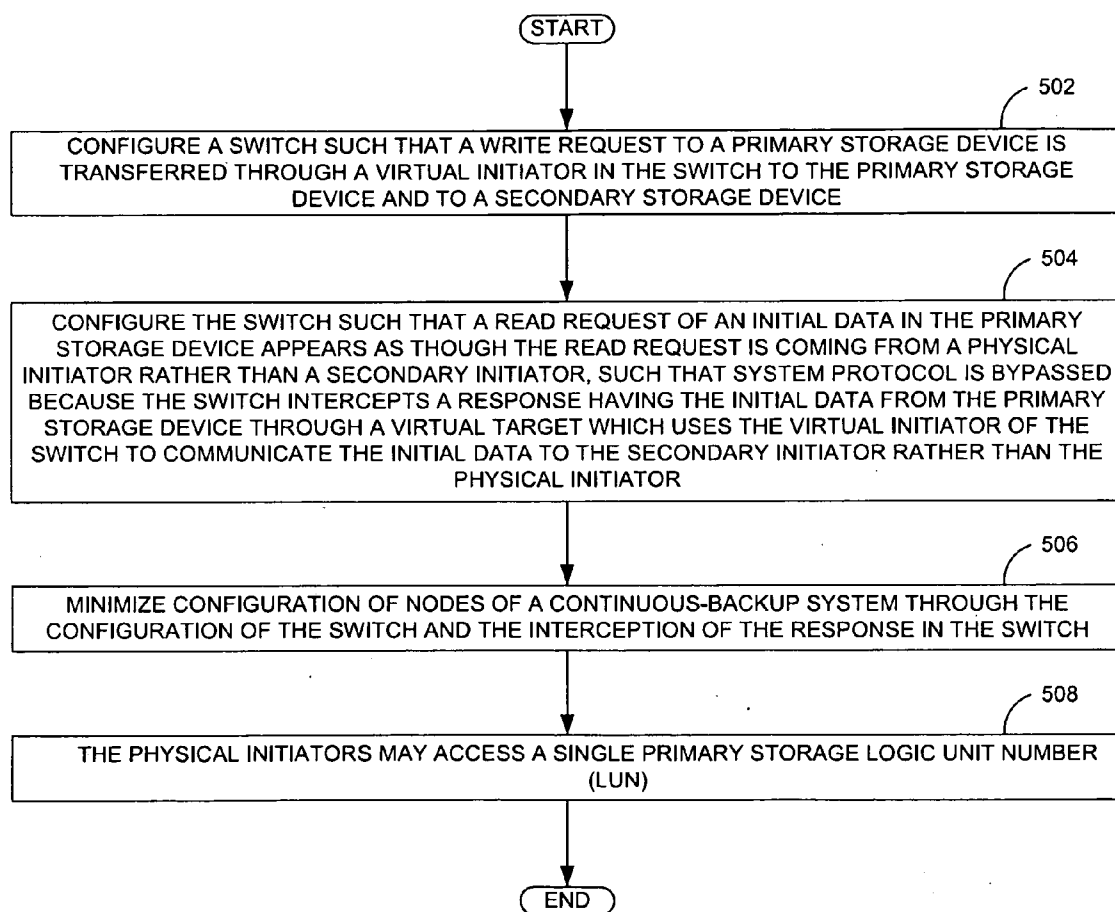 START
502
CONFIGURE A SWITCH SUCH THAT A WRITE REQUEST TO A PRIMARY STORAGE DEVICE IS
TRANSFERRED THROUGH A VIRTUAL INITIATOR IN THE SWITCH TO THE PRIMARY STORAGE
DEVICE AND TO A SECONDARY STORAGE DEVICE
504
CONFIGURE THE SWITCH SUCH THAT A READ REQUEST OF AN INITIAL DATA IN THE PRIMARY
STORAGE DEVICE APPEARS AS THOUGH THE READ REQUEST IS COMING FROM A PHYSICAL
INITIATOR RATHER THAN A SECONDARY INITIATOR, SUCH THAT SYSTEM PROTOCOL IS BYPASSED
BECAUSE THE SWITCH INTERCEPTS A RESPONSE HAVING THE INITIAL DATA FROM THE PRIMARY
STORAGE DEVICE THROUGH A VIRTUAL TARGET WHICH USES THE VIRTUAL INITIATOR OF THE
SWITCH TO COMMUNICATE THE INITIAL DATA TO THE SECONDARY INITIATOR RATHER THAN THE
PHYSICAL INITIATOR
506
MINIMIZE CONFIGURATION OF NODES OF A CONTINUOUS-BACKUP SYSTEM THROUGH THE
CONFIGURATION OF THE SWITCH AND THE INTERCEPTION OF THE RESPONSE IN THE SWITCH
508
THE PHYSICAL INITIATORS MAY ACCESS A SINGLE PRIMARY STORAGE LOGIC UNIT NUMBER
(LUN)
END